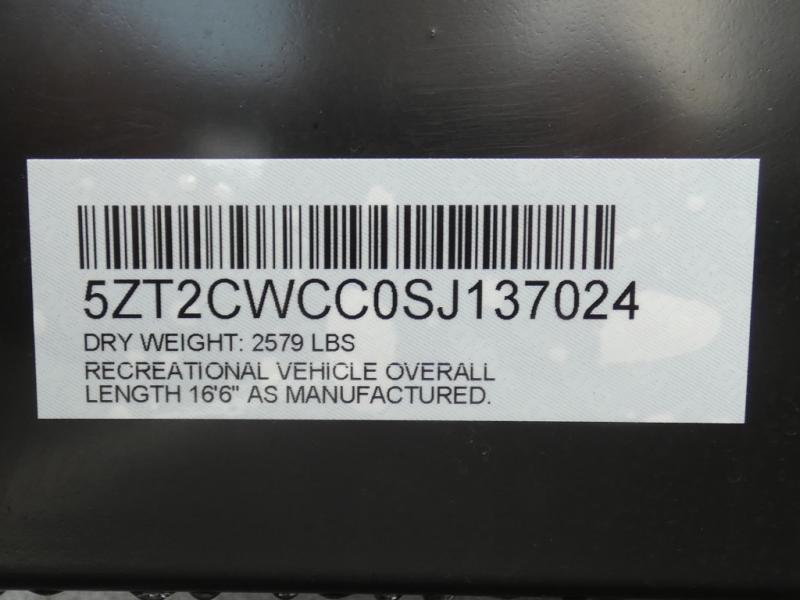 5ZT2CWCC0SJ137024
DRY WEIGHT: 2579 LBS
RECREATIONAL VEHICLE OVERALL
LENGTH 16'6" AS MANUFACTURED.